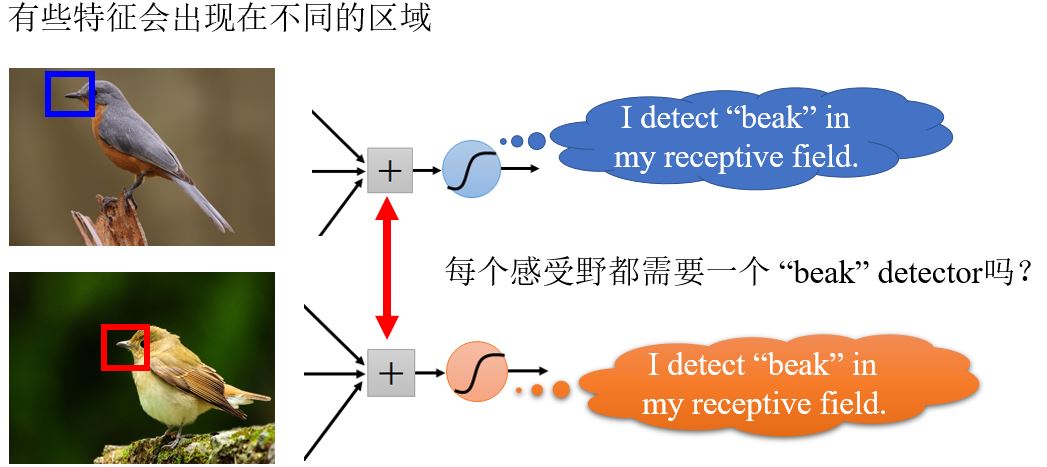 有些特征会出现在不同的区域
I detect “beak” in
my receptive field.
每个感受野都需要一个 “beak” detector吗?
I detect “beak” in
my receptive field.